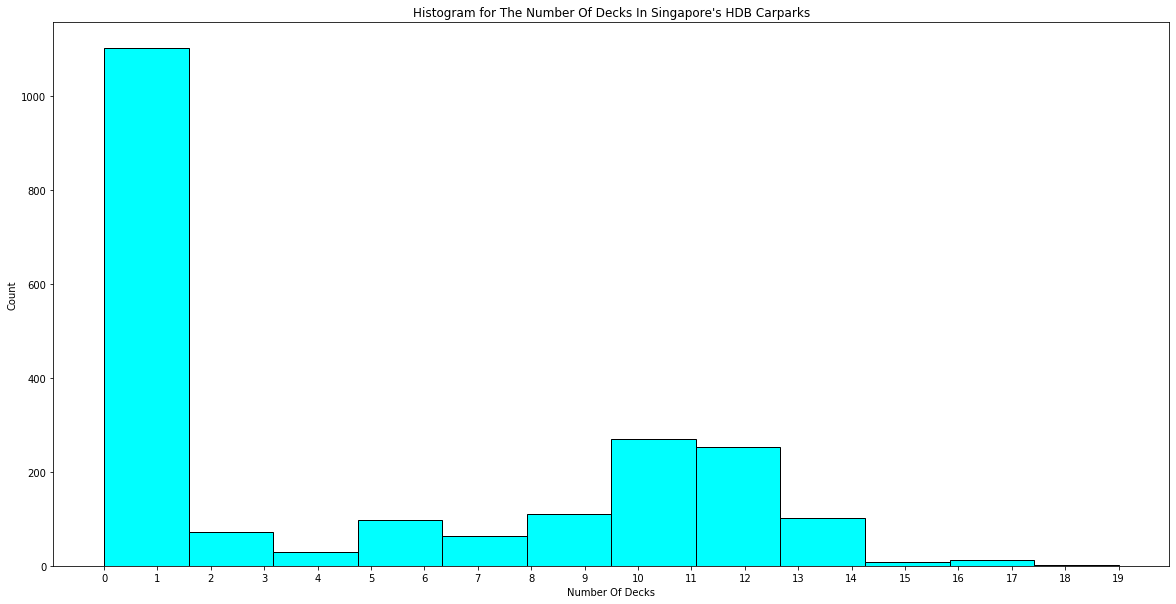 Histogram for The Number Of Decks In Singapore's HDB Carparks
1000
800
600
400
200
0
Count
0 1 2 3 4 5 6 7 8 9 10 11 12 13 14 15 16 17 18 19
Number Of Decks